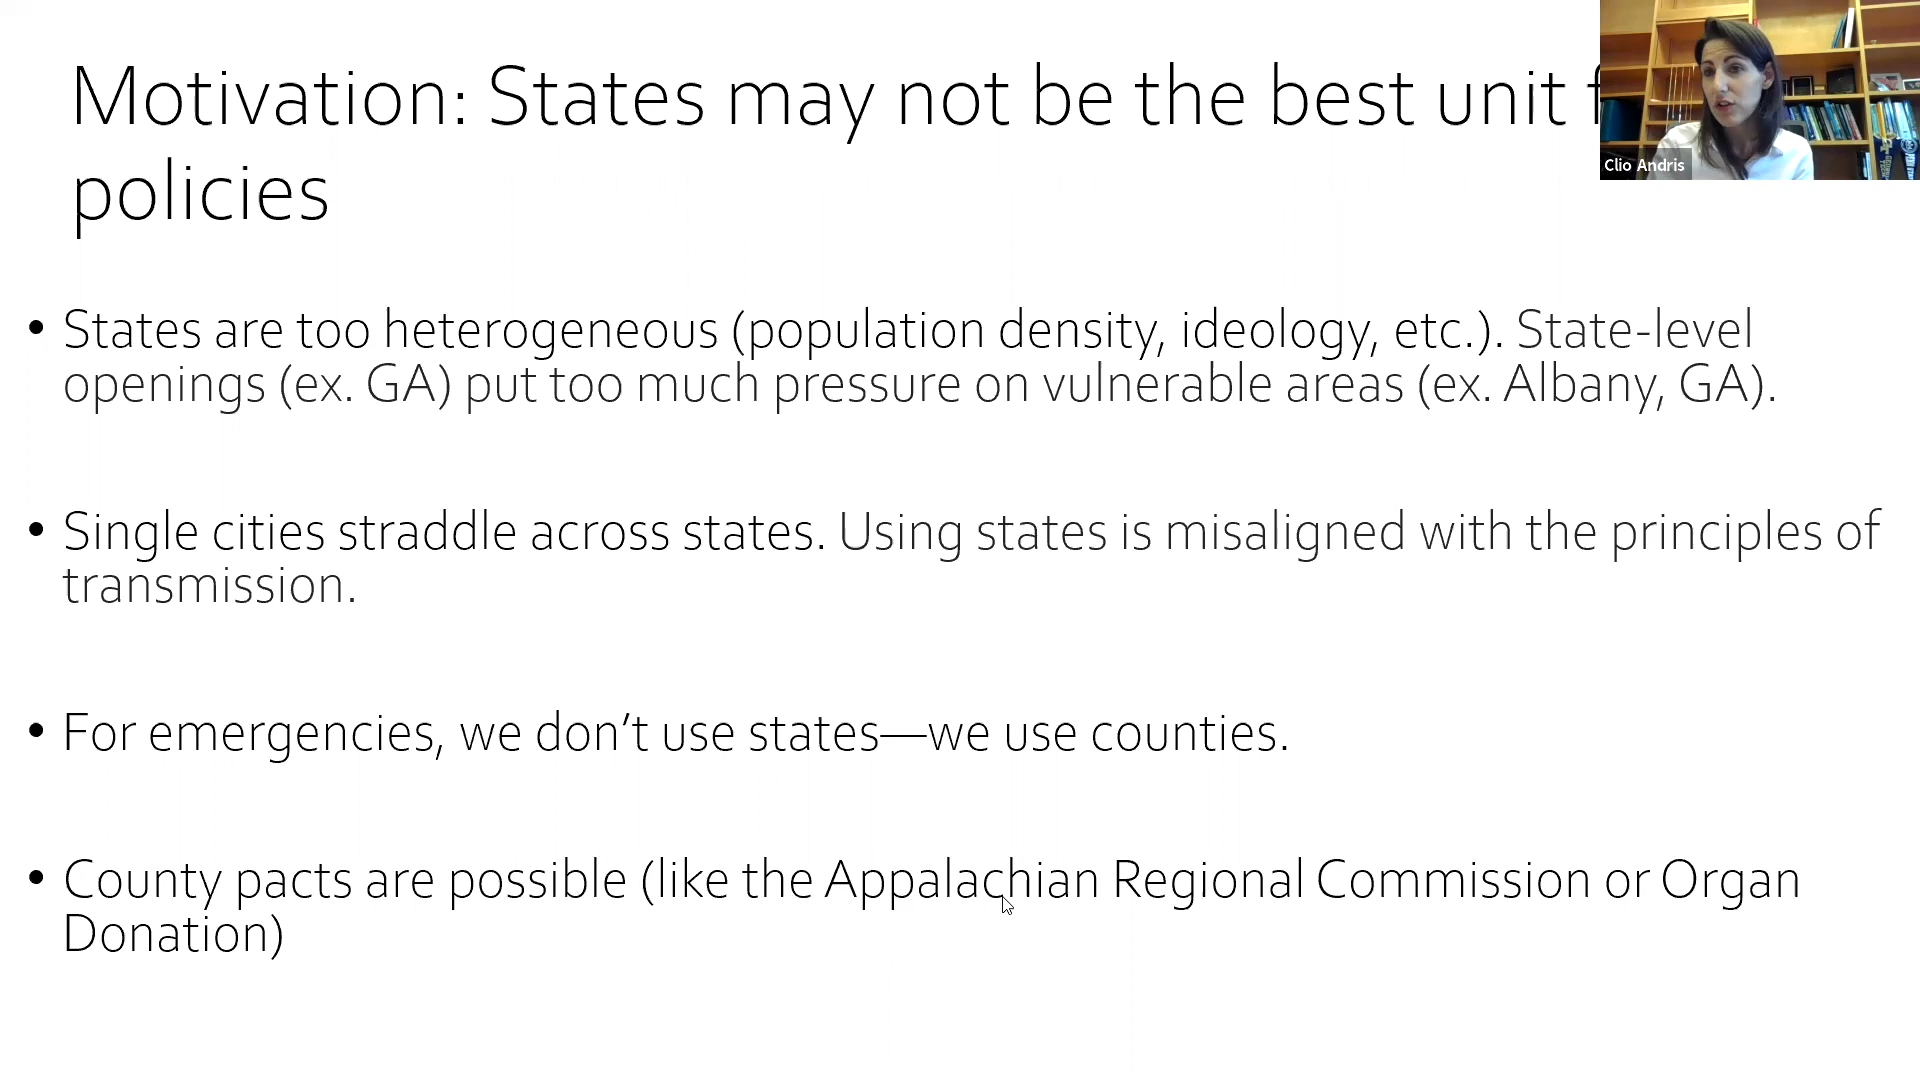 Motivation: States may not be the best unit f
policies
Clio Andris
• States are too heterogeneous (population density, ideology, etc.). State-level
openings (ex. GA) put too much pressure on vulnerable areas (ex. Albany, GA).
• Single cities straddle across states. Using states is misaligned with the principles of
transmission.
• For emergencies, we don’t use states—we use counties.
• County pacts are possible (like the Appalachian Regional Commission or Organ
Donation)